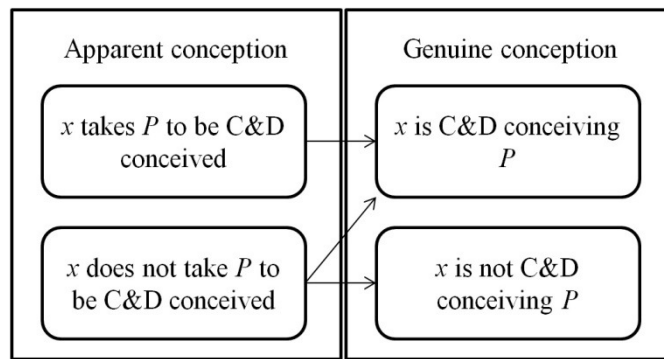 Apparent conception
x takes P to be C&D
conceived
x does not take P to
be C&D conceived
Genuine conception
x is C&D conceiving
P
x is not C&D
conceiving P